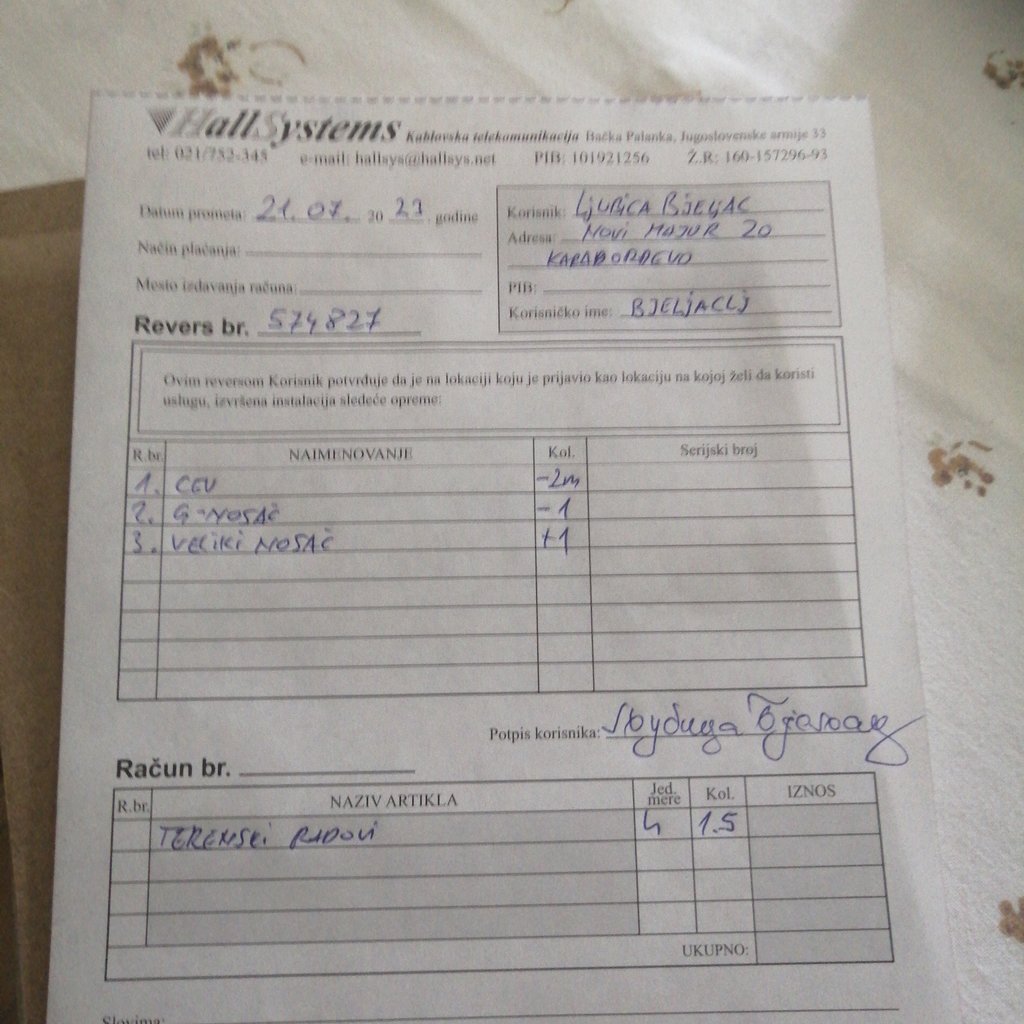 HallSystems Kablovska telekomunikacija Bačka Palanka, Jugoslovenske armije 33
tel: 021/752-345 e-mail: hallsys@hallsys.net PIB: 101921256 Ž.R: 160-157296-93
Datum prometa: 21.07. 20 23 godine
Način plaćanja:
Mesto izdavanja računa:
Revers br. 574827
Korisnik: LJUBICA BJELJAC
Adresa: NOVI MAJUR 20
KARAĐORĐEVO
PIB:
Korisničko ime: BJELJACLJ
Ovim reversom Korisnik potvrđuje da je na lokaciji koju je prijavio kao lokaciju na kojoj želi da koristi
uslugu, izvršena instalacija sledeće opreme:
R.br. NAIMENOVANJE Kol. Serijski broj
1. CEV -2m
2. G-NOSAČ -1
3. VELIKI NOSAČ +1
Potpis korisnika:
Račun br.
R.br. NAZIV ARTIKLA Jed. mere Kol. IZNOS
TERENSKI RADOVI h 1.5
UKUPNO:
Slovima: